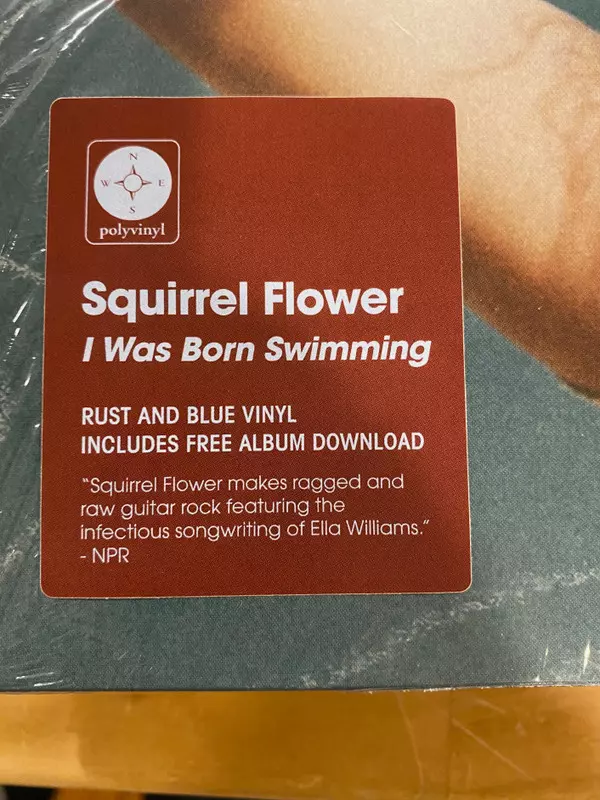 N
W E
S
polyvinyl
Squirrel Flower
I Was Born Swimming
RUST AND BLUE VINYL
INCLUDES FREE ALBUM DOWNLOAD
"Squirrel Flower makes ragged and
raw guitar rock featuring the
infectious songwriting of Ella Williams."
- NPR